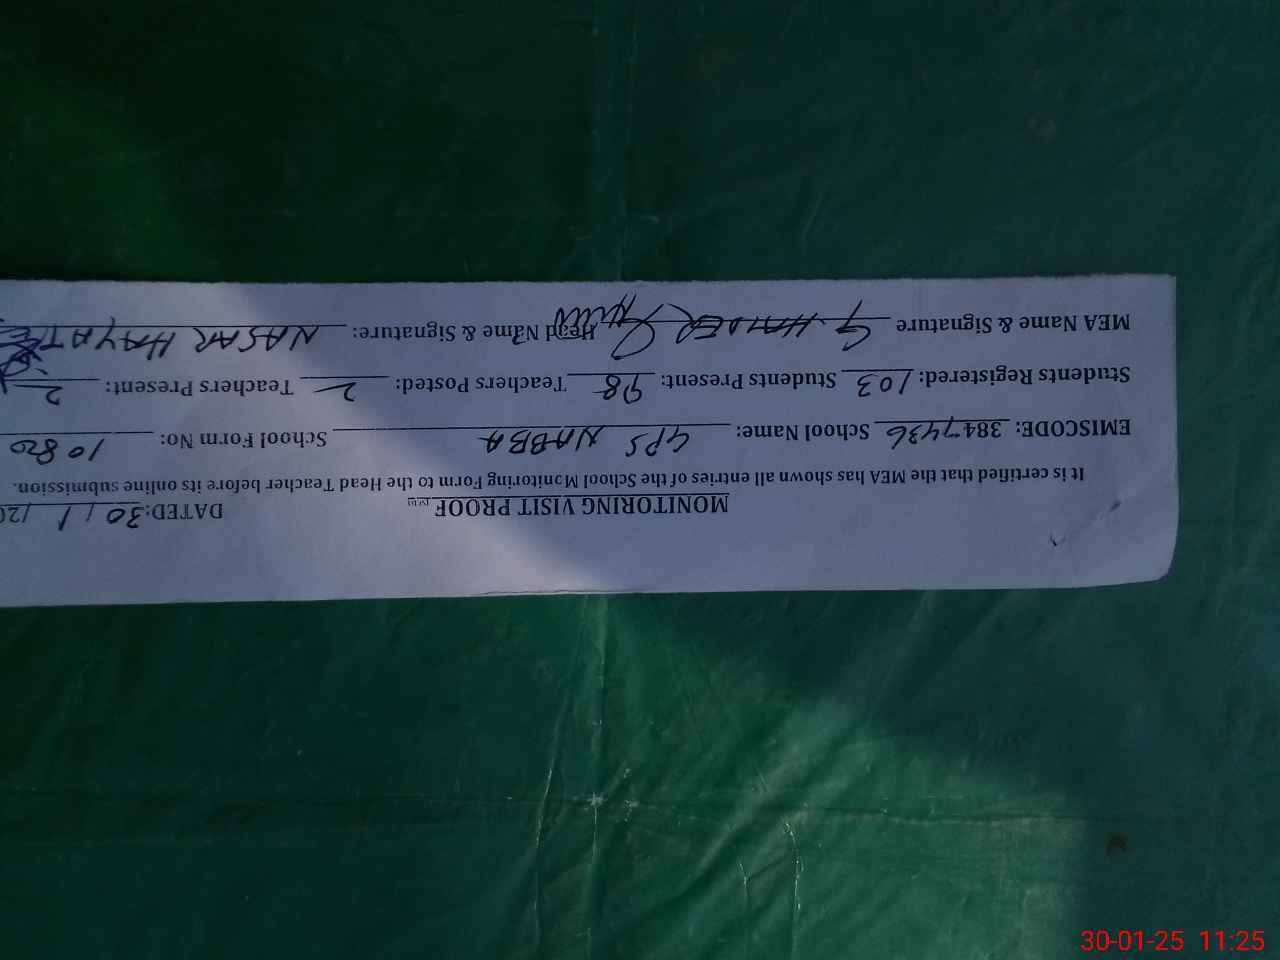 MONITORING VISIT PROOF
DATED: 30 / 1 / 20
It is certified that the MEA has shown all entries of the School Monitoring Form to the Head Teacher before its online submission.
EMISCODE: 3847436 School Name: GPS NABBA School Form No: 10820
Students Registered: 103 Students Present: 98 Teachers Posted: 2 Teachers Present: 2
MEA Name & Signature G. HAIDER Head Name & Signature: NASAR HAYAT
30-01-25 11:25